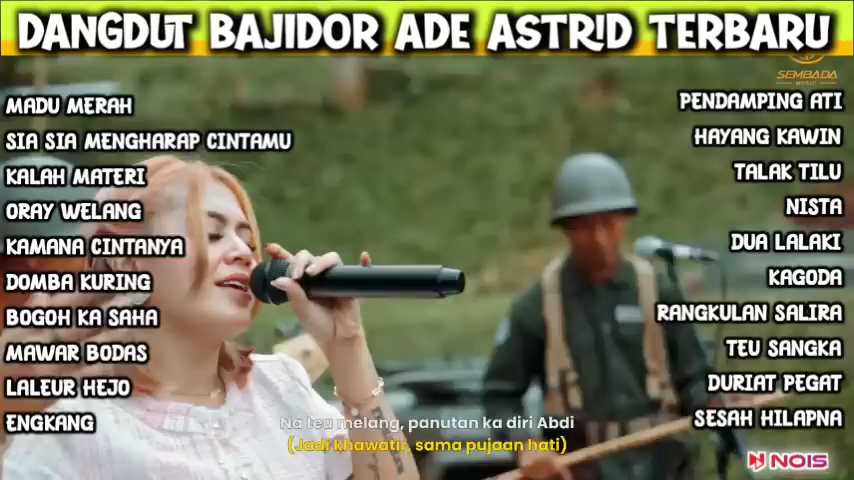 DANGDUT BAJIDOR ADE ASTRID TERBARU
SEMBADA
MUSIC
MADU MERAH
SIA SIA MENGHARAP CINTAMU
KALAH MATERI
ORAY WELANG
KAMANA CINTANYA
DOMBA KURING
BOGOH KA SAHA
MAWAR BODAS
LALEUR HEJO
ENGKANG
PENDAMPING ATI
HAYANG KAWIN
TALAK TILU
NISTA
DUA LALAKI
KAGODA
RANGKULAN SALIRA
TEU SANGKA
DURIAT PEGAT
SESAH HILAPNA
Na teu melang, panutan ka diri Abdi
(Jadi khawatir, sama pujaan hati)
NOIS